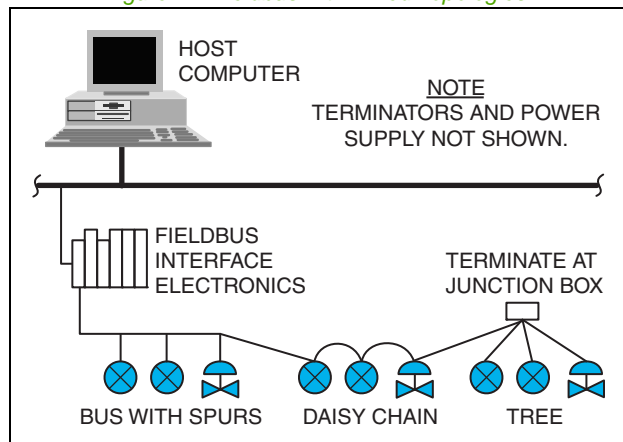 HOST
COMPUTER
NOTE
TERMINATORS AND POWER
SUPPLY NOT SHOWN.
FIELDBUS
INTERFACE
ELECTRONICS
TERMINATE AT
JUNCTION BOX
BUS WITH SPURS
DAISY CHAIN
TREE